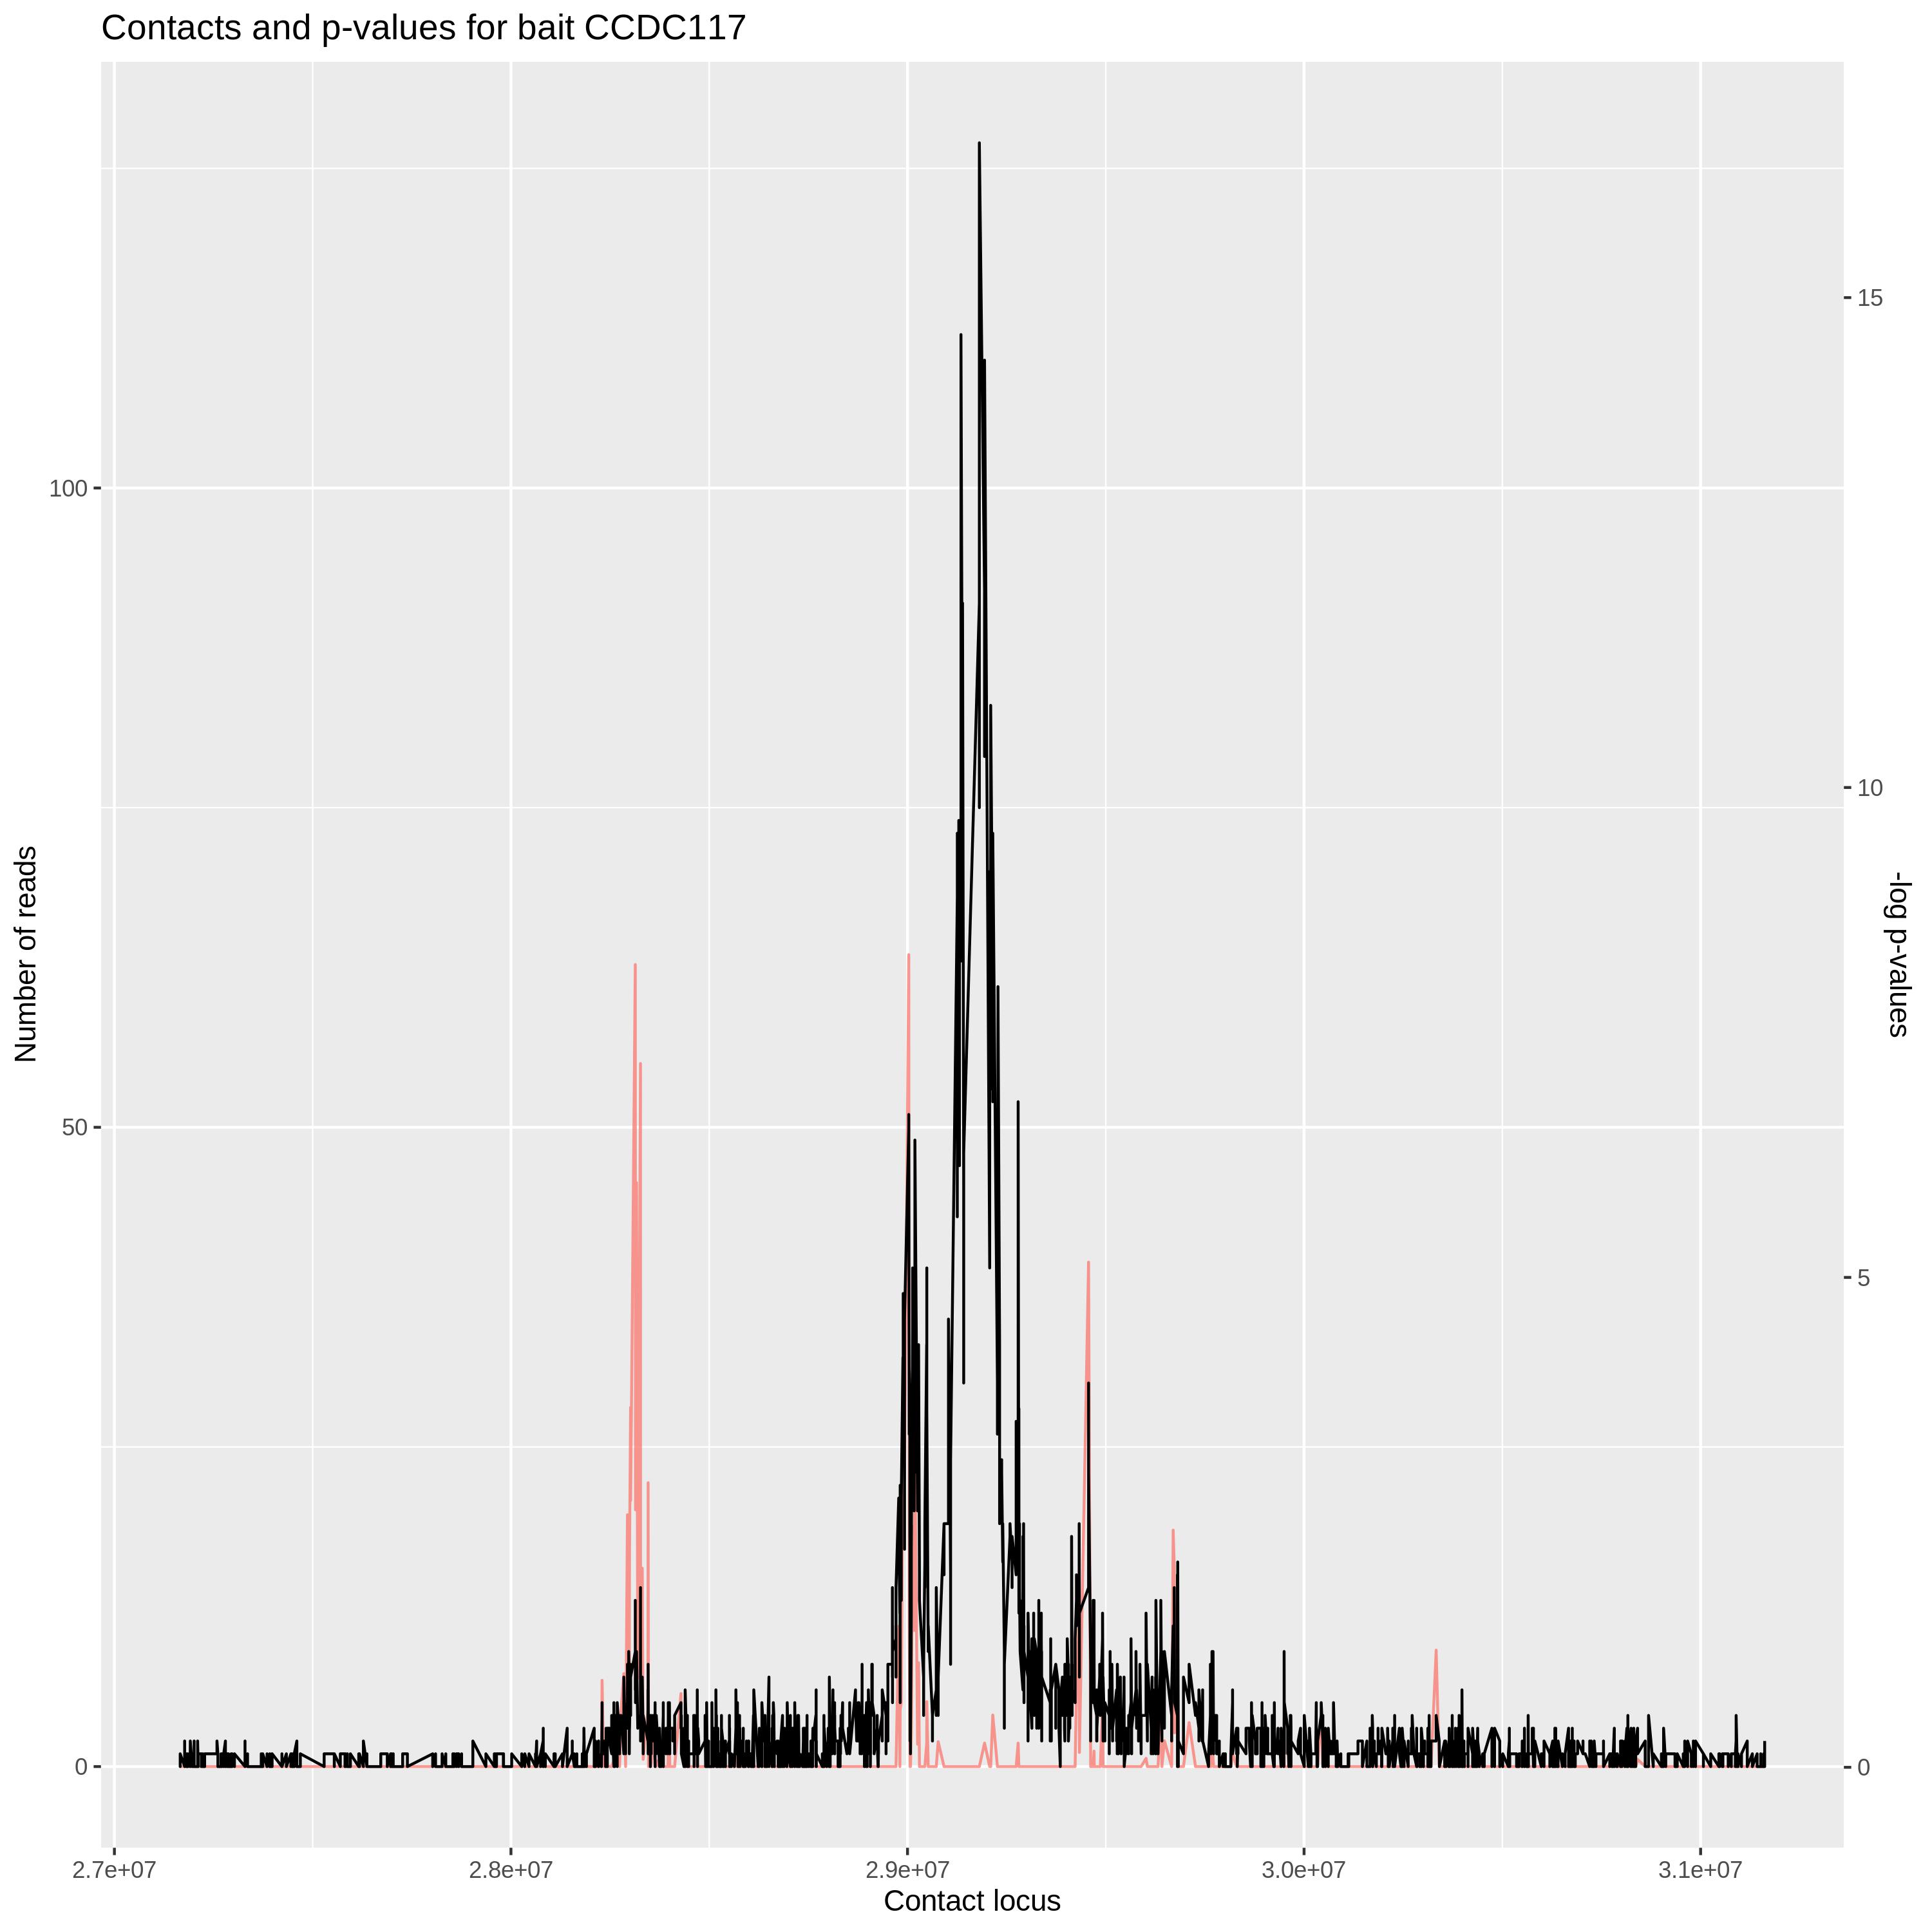 Contacts and p-values for bait CCDC117
Number of reads
100
50
0
15
10
5
0
-log p-values
2.7e+07 2.8e+07 2.9e+07 3.0e+07 3.1e+07
Contact locus